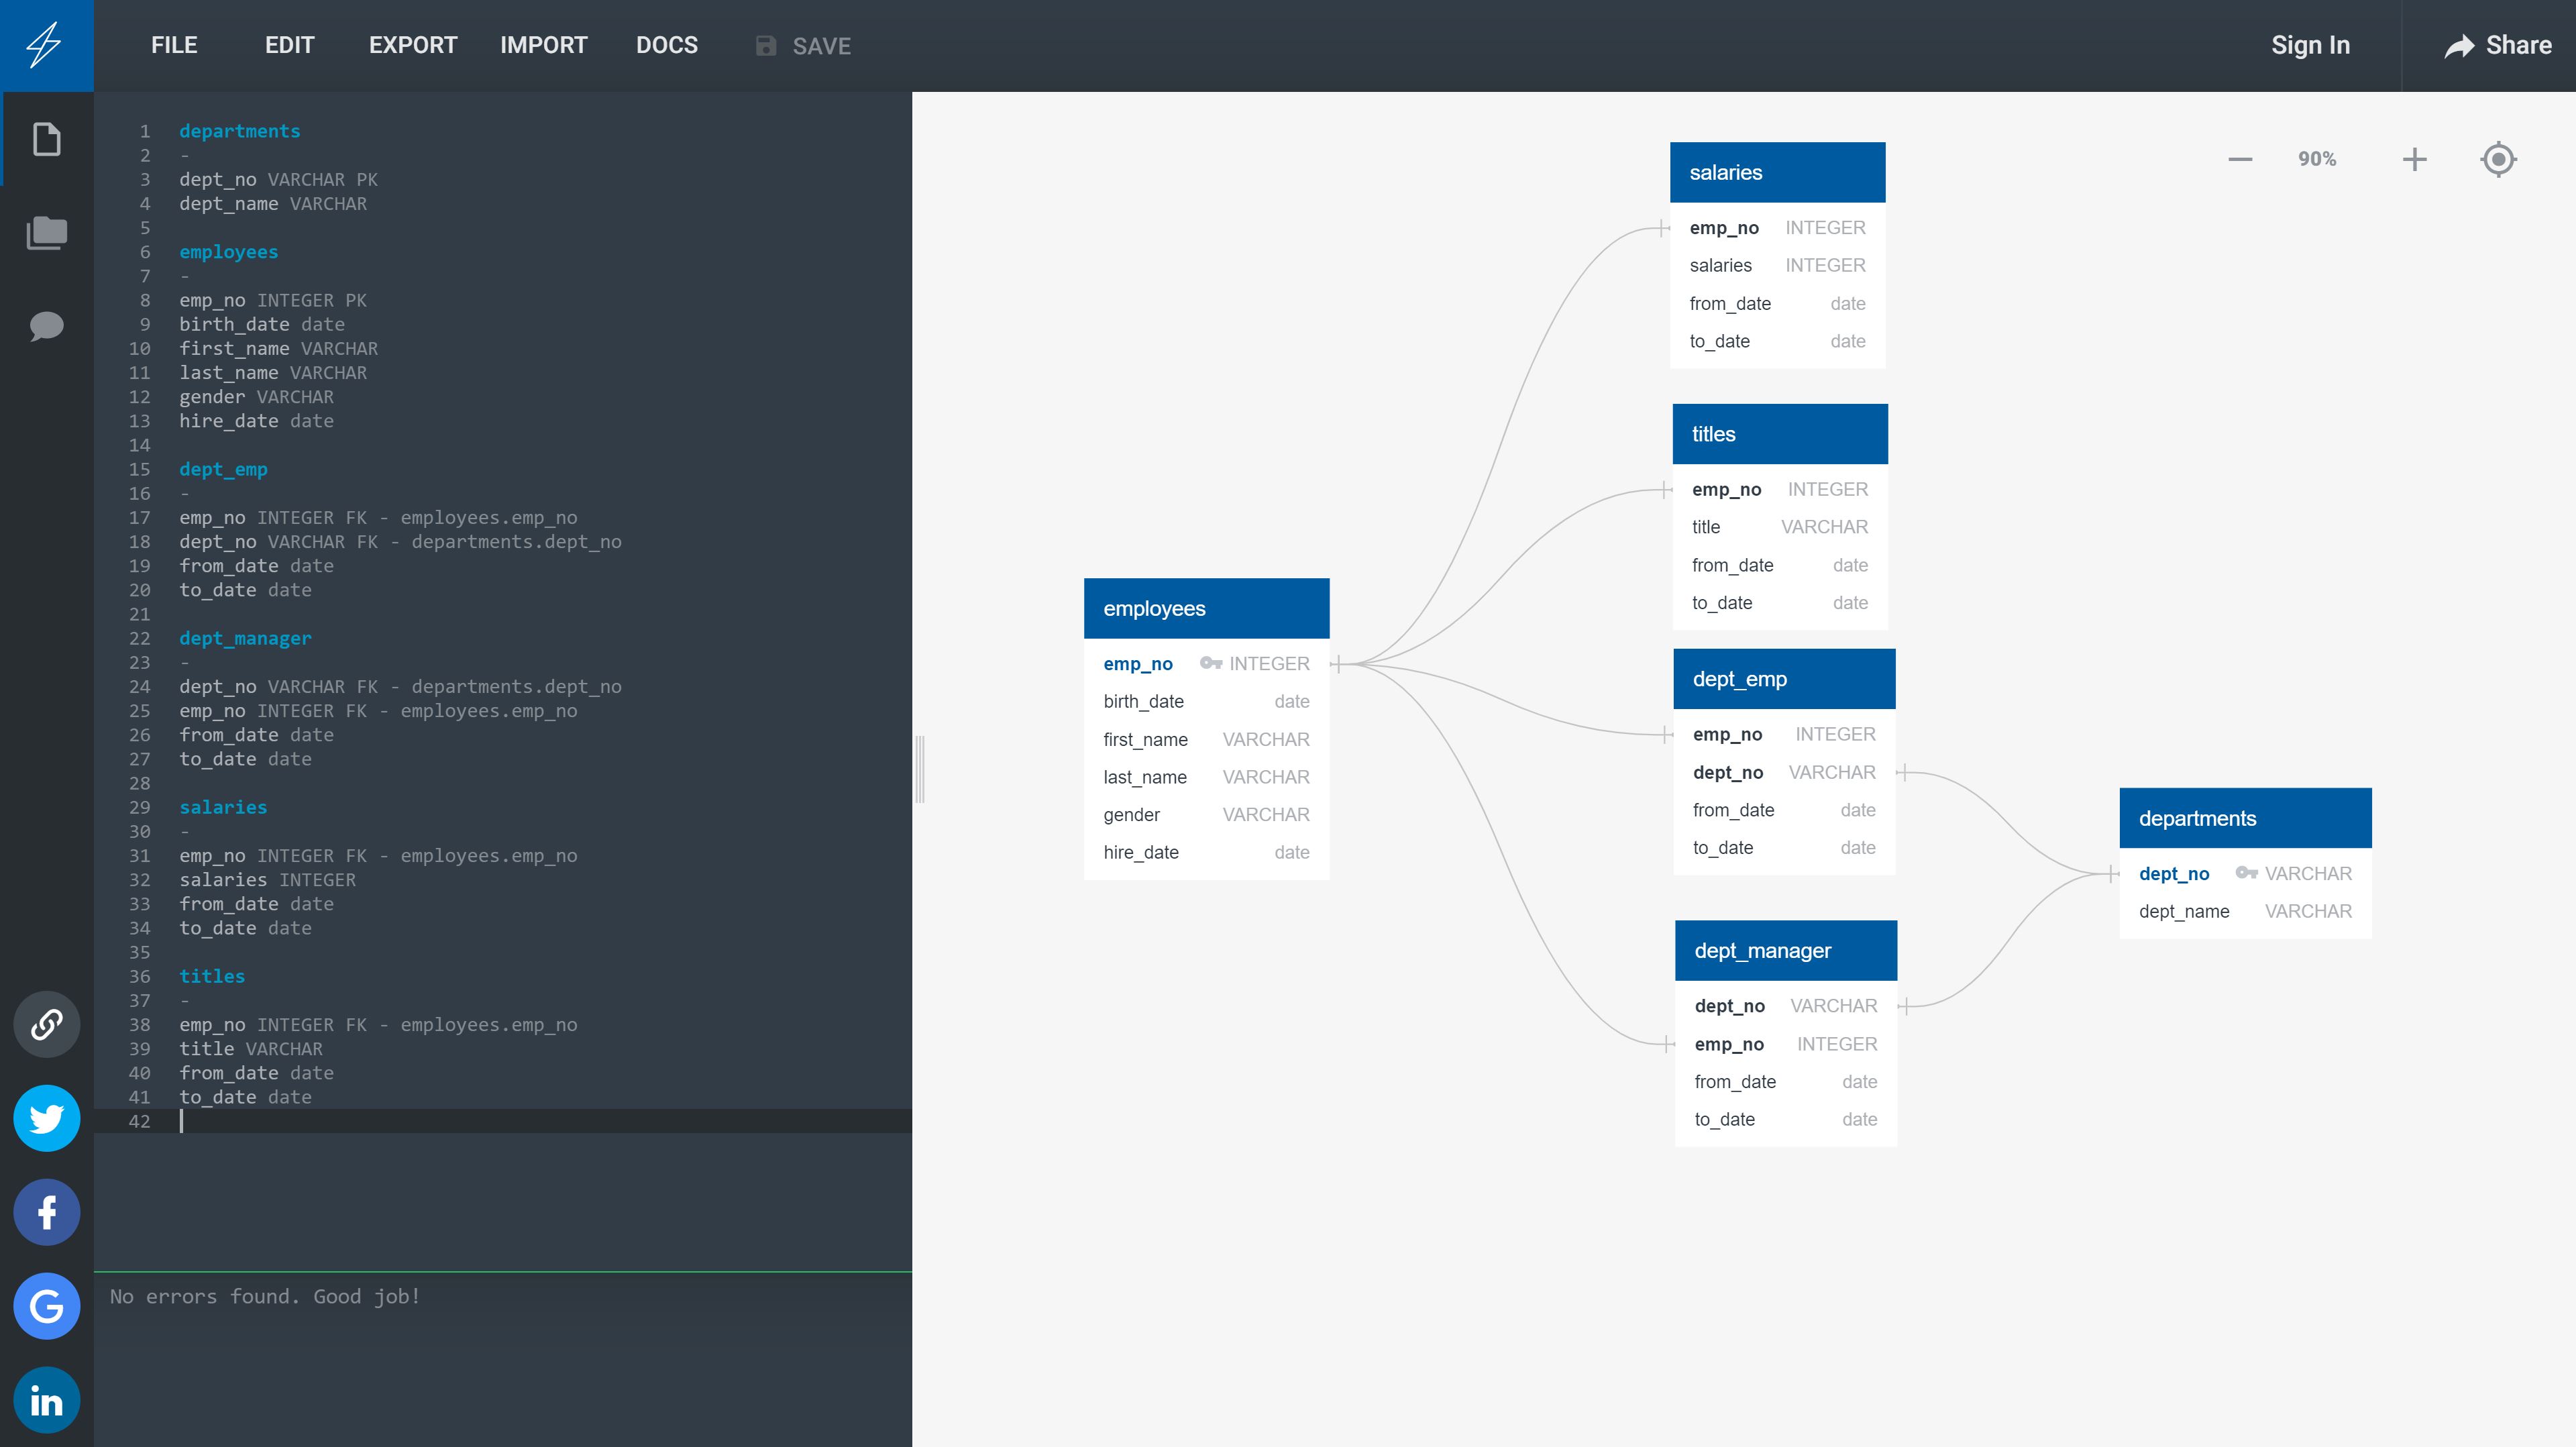 FILE EDIT EXPORT IMPORT DOCS SAVE Sign In Share
1 departments
2 -
3 dept_no VARCHAR PK
4 dept_name VARCHAR
5
6 employees
7 -
8 emp_no INTEGER PK
9 birth_date date
10 first_name VARCHAR
11 last_name VARCHAR
12 gender VARCHAR
13 hire_date date
14
15 dept_emp
16 -
17 emp_no INTEGER FK - employees.emp_no
18 dept_no VARCHAR FK - departments.dept_no
19 from_date date
20 to_date date
21
22 dept_manager
23 -
24 dept_no VARCHAR FK - departments.dept_no
25 emp_no INTEGER FK - employees.emp_no
26 from_date date
27 to_date date
28
29 salaries
30 -
31 emp_no INTEGER FK - employees.emp_no
32 salaries INTEGER
33 from_date date
34 to_date date
35
36 titles
37 -
38 emp_no INTEGER FK - employees.emp_no
39 title VARCHAR
40 from_date date
41 to_date date
42
No errors found. Good job!
90%
employees
emp_no INTEGER
birth_date date
first_name VARCHAR
last_name VARCHAR
gender VARCHAR
hire_date date
salaries
emp_no INTEGER
salaries INTEGER
from_date date
to_date date
titles
emp_no INTEGER
title VARCHAR
from_date date
to_date date
dept_emp
emp_no INTEGER
dept_no VARCHAR
from_date date
to_date date
dept_manager
dept_no VARCHAR
emp_no INTEGER
from_date date
to_date date
departments
dept_no VARCHAR
dept_name VARCHAR